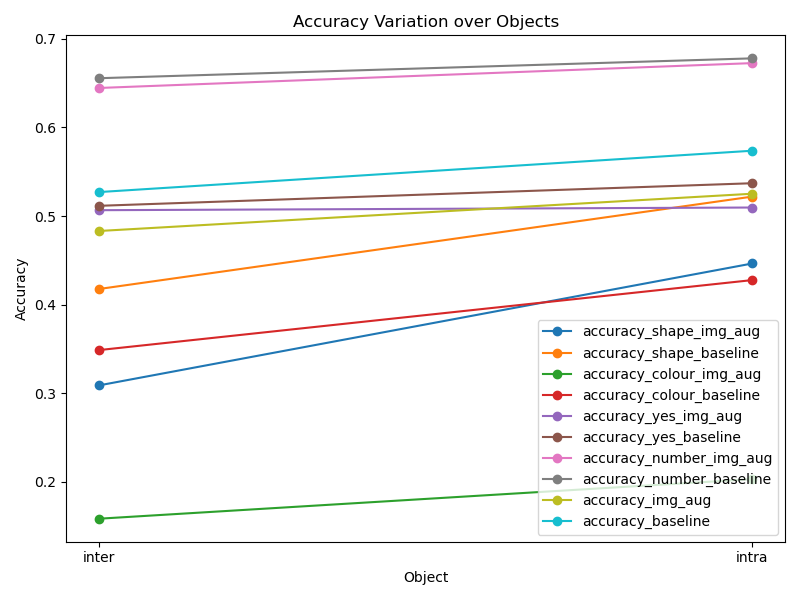 Accuracy Variation over Objects
0.7
0.6
0.5
0.4
0.3
0.2
Accuracy
inter
intra
Object
accuracy_shape_img_aug
accuracy_shape_baseline
accuracy_colour_img_aug
accuracy_colour_baseline
accuracy_yes_img_aug
accuracy_yes_baseline
accuracy_number_img_aug
accuracy_number_baseline
accuracy_img_aug
accuracy_baseline